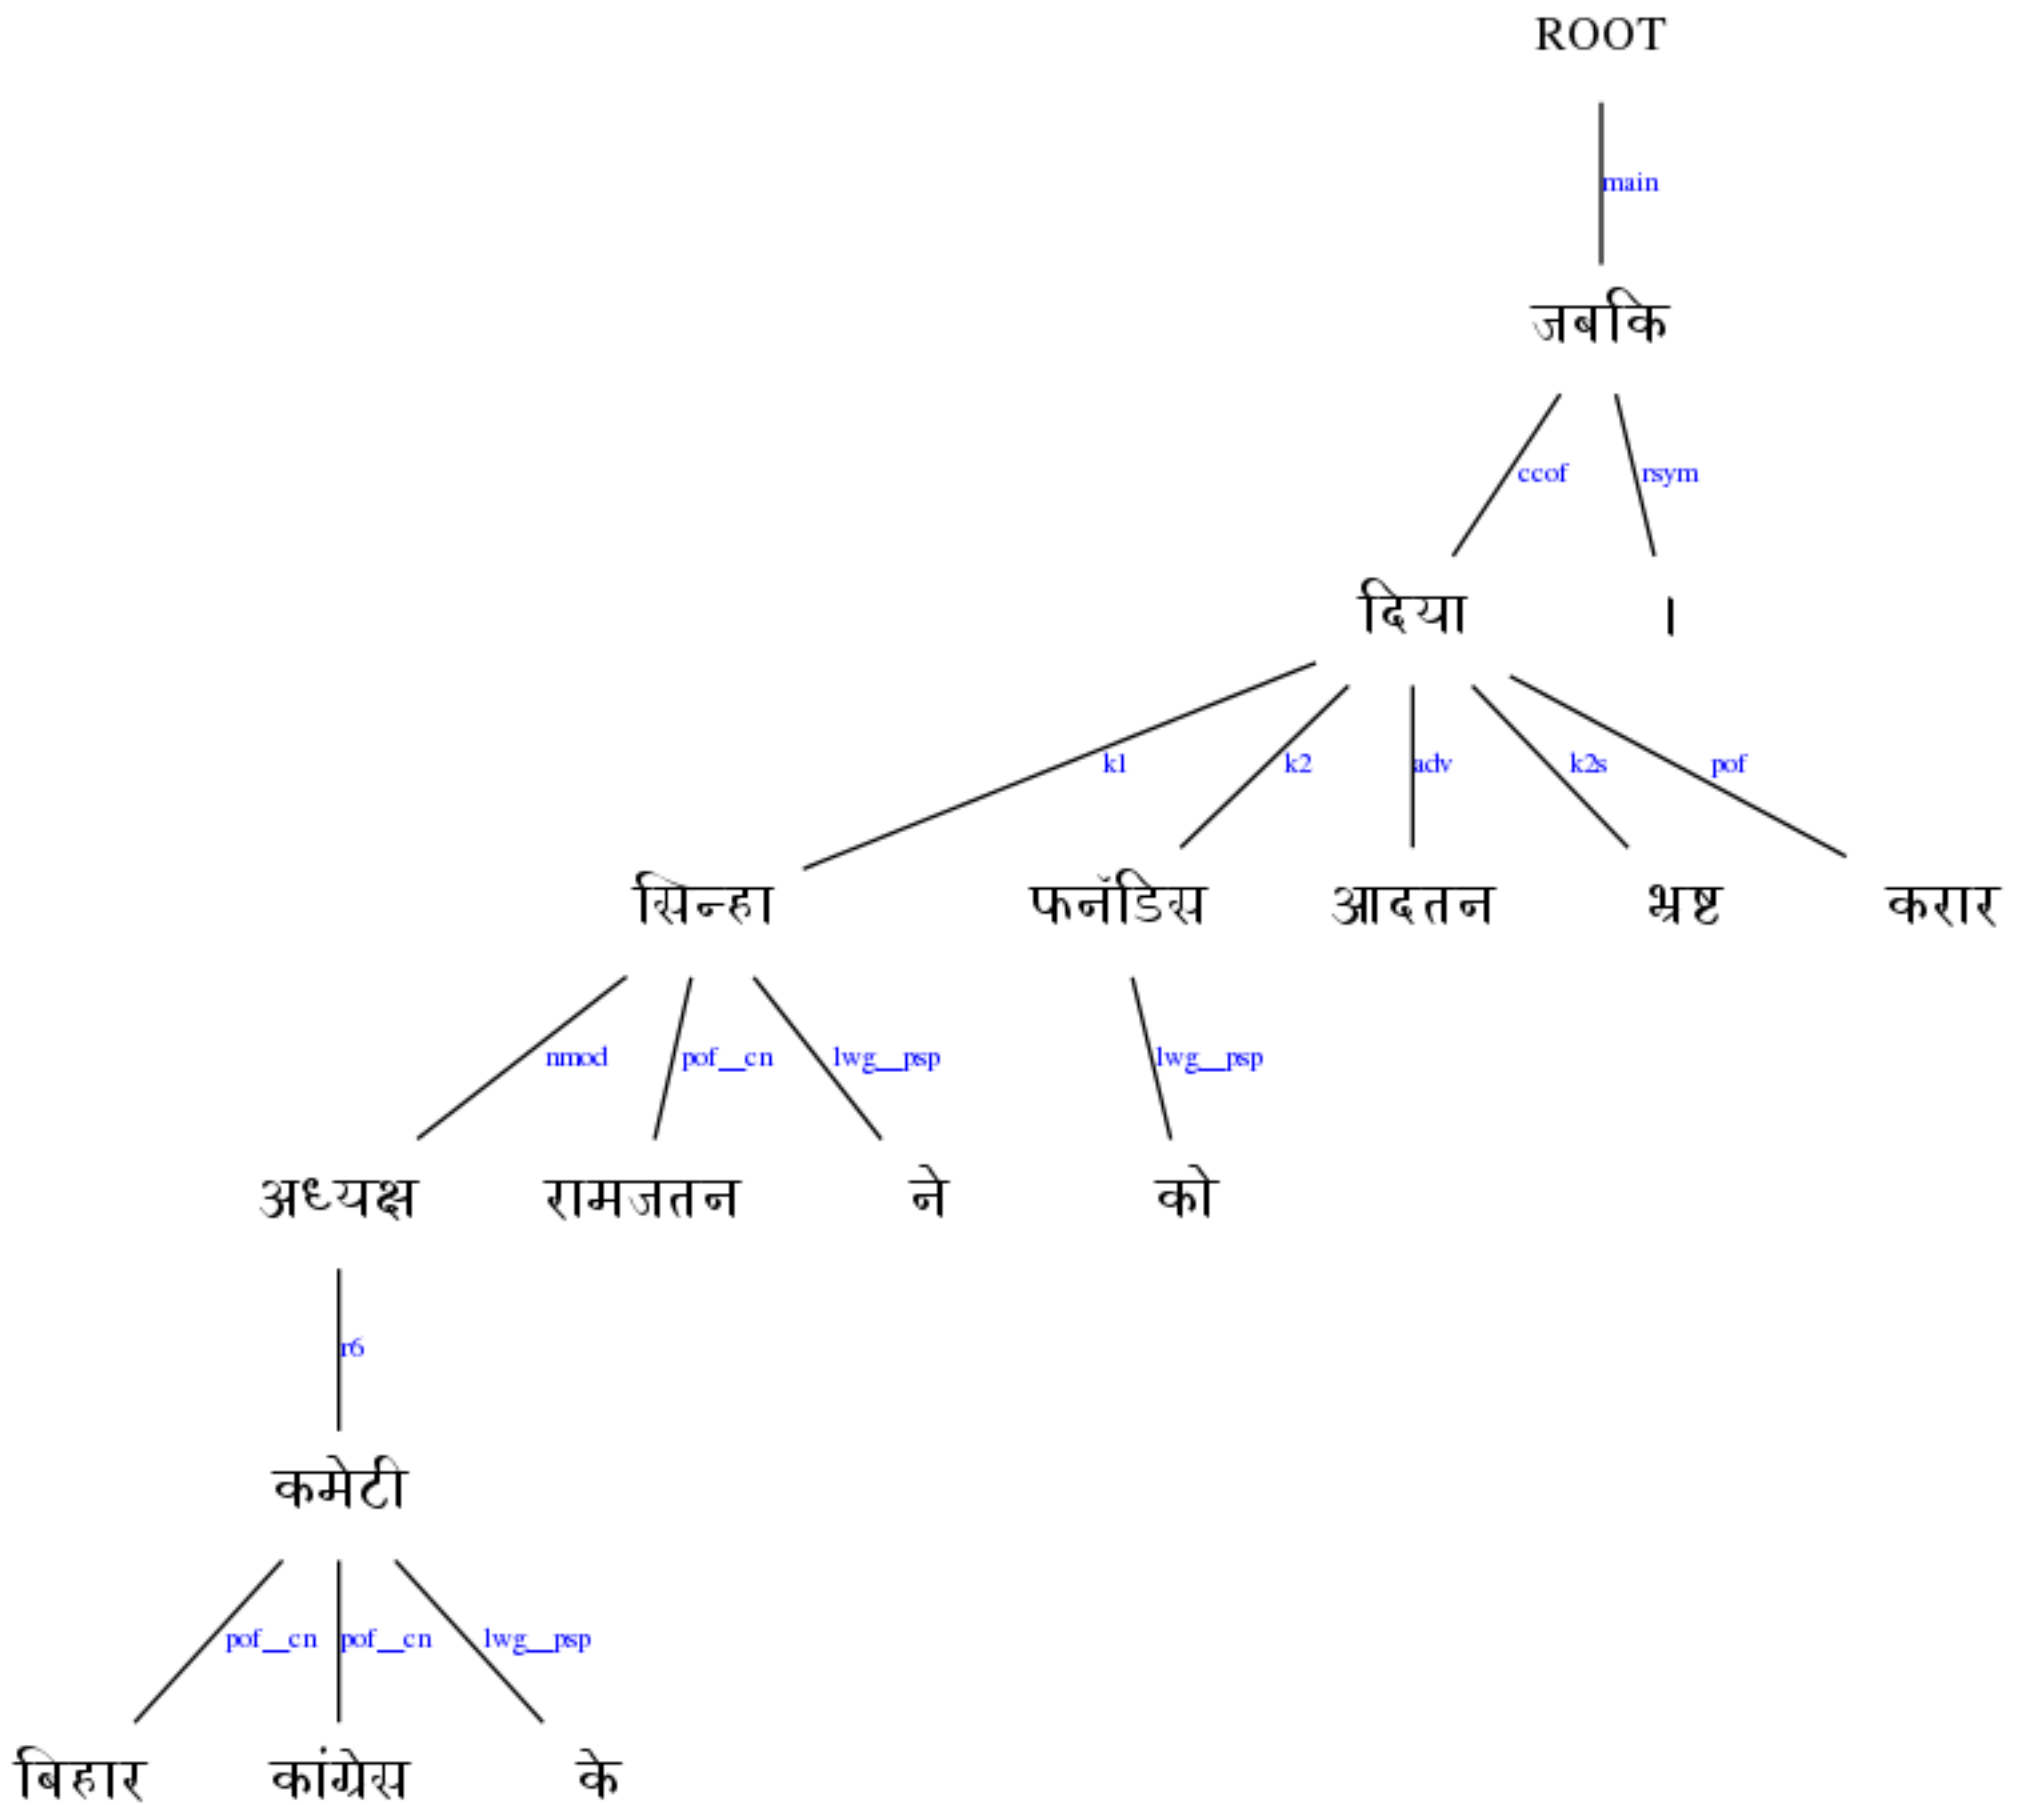 ROOT
main
जबकि
ccof rsym
दिया ।
k1 k2 adv k2s pof
सिन्हा फर्नांडिस आदतन भ्रष्ट करार
nmod pof__cn lwg__psp lwg__psp
अध्यक्ष रामजतन ने को
r6
कमेटी
pof__cn pof__cn lwg__psp
बिहार कांग्रेस के